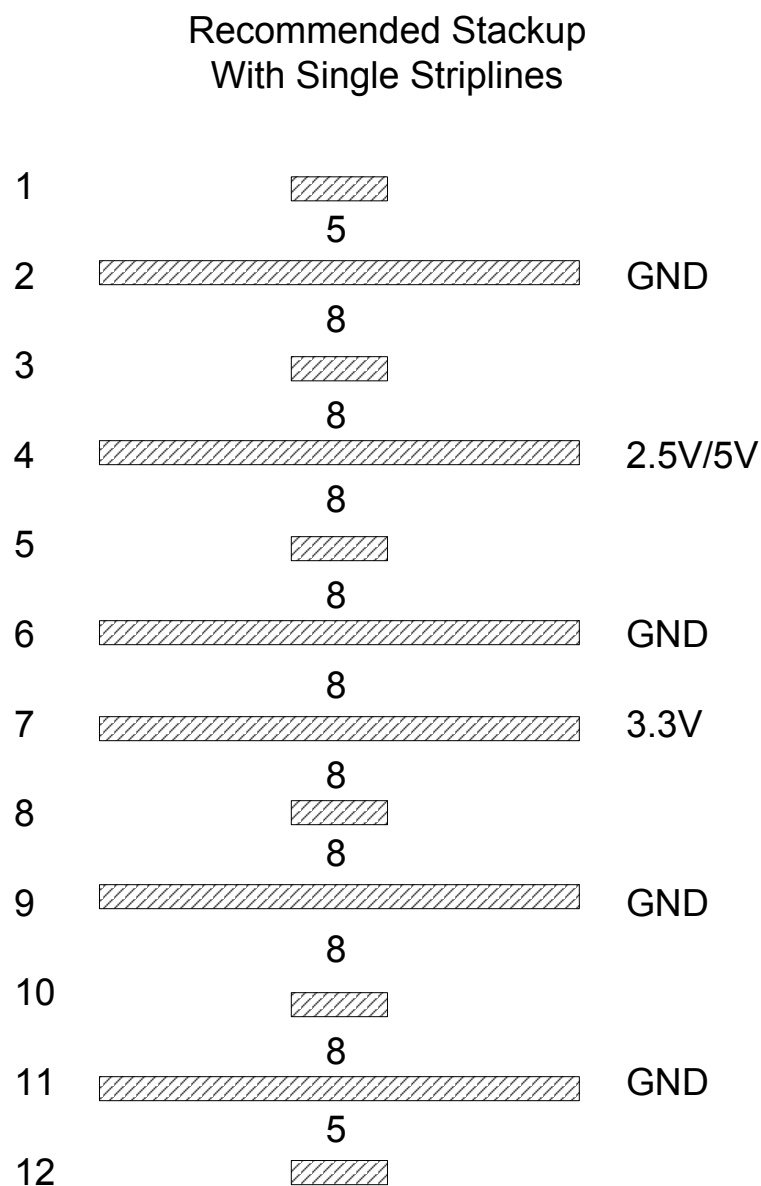 Recommended Stackup
With Single Striplines
1
5
2 GND
8
3
8
4 2.5V/5V
8
5
8
6 GND
8
7 3.3V
8
8
8
9 GND
8
10
8
11 GND
5
12